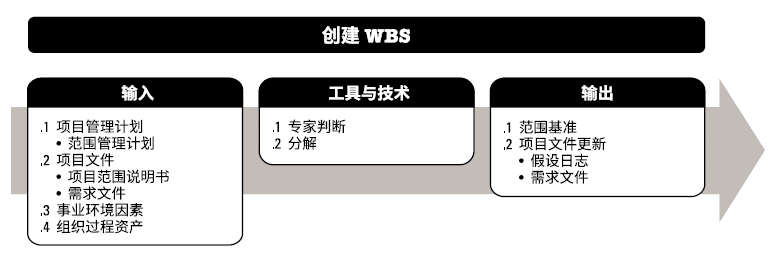 创建 WBS
输入
.1 项目管理计划
• 范围管理计划
.2 项目文件
• 项目范围说明书
• 需求文件
.3 事业环境因素
.4 组织过程资产
工具与技术
.1 专家判断
.2 分解
输出
.1 范围基准
.2 项目文件更新
• 假设日志
• 需求文件